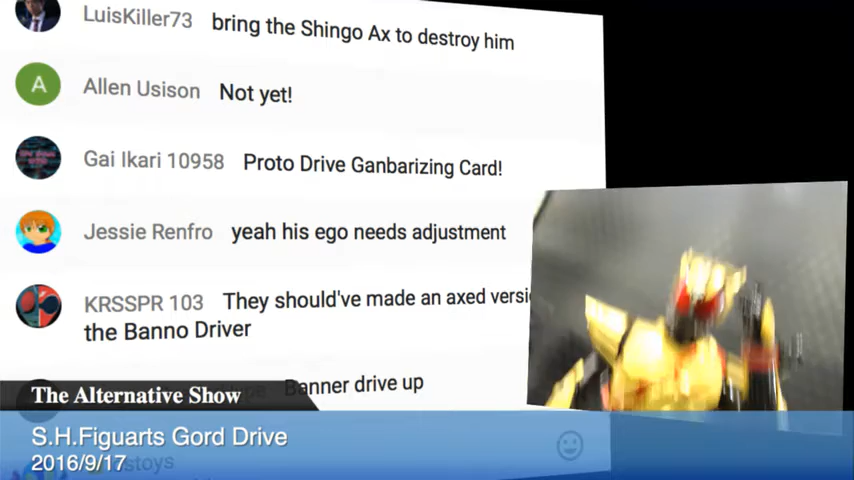 LuisKiller73 bring the Shingo Ax to destroy him
A
Allen Usison Not yet!
Gai Ikari 10958 Proto Drive Ganbarizing Card!
Jessie Renfro yeah his ego needs adjustment
KRSSPR 103 They should've made an axed versi
the Banno Driver
Banner drive up
The Alternative Show
S.H.Figuarts Gord Drive
2016/9/17